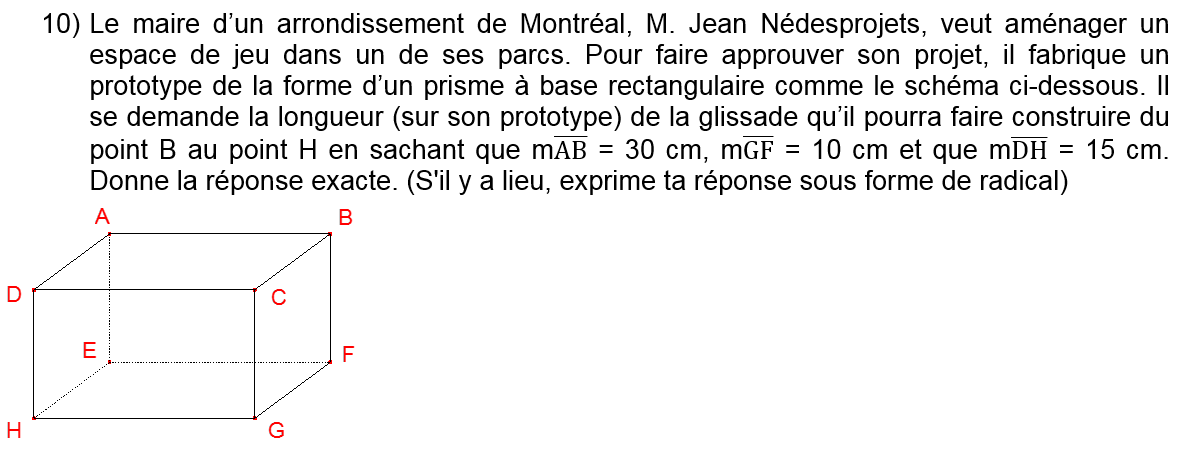 10) Le maire d’un arrondissement de Montréal, M. Jean Nédesprojets, veut aménager un
espace de jeu dans un de ses parcs. Pour faire approuver son projet, il fabrique un
prototype de la forme d’un prisme à base rectangulaire comme le schéma ci-dessous. Il
se demande la longueur (sur son prototype) de la glissade qu’il pourra faire construire du
point B au point H en sachant que mA̅B̅ = 30 cm, mG̅F̅ = 10 cm et que mD̅H̅ = 15 cm.
Donne la réponse exacte. (S'il y a lieu, exprime ta réponse sous forme de radical)
A B
D C
E F
H G